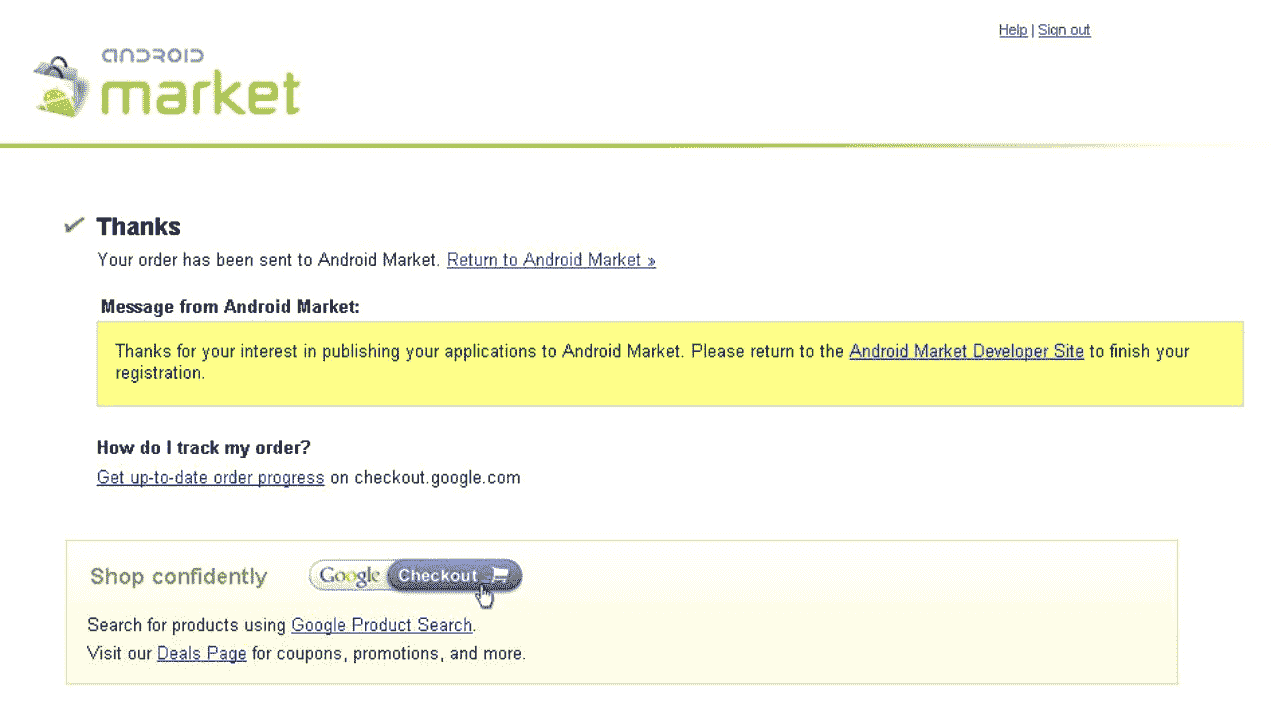 Help | Sign out
android
market
Thanks
Your order has been sent to Android Market. Return to Android Market »
Message from Android Market:
Thanks for your interest in publishing your applications to Android Market. Please return to the Android Market Developer Site to finish your
registration.
How do I track my order?
Get up-to-date order progress on checkout.google.com
Shop confidently Google Checkout
Search for products using Google Product Search.
Visit our Deals Page for coupons, promotions, and more.